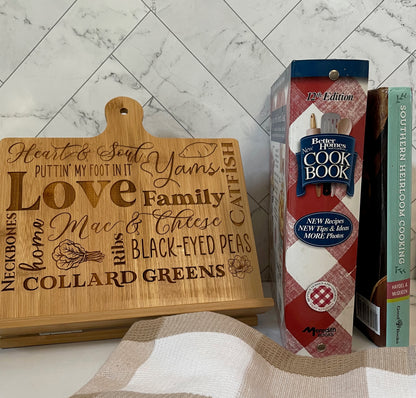 Heart & Soul
PUTTIN' MY FOOT IN IT
Yams
Love
Family
CATFISH
NECKBONES
home
Mac & Cheese
Ribs
BLACK-EYED PEAS
COLLARD GREENS
12th Edition
Better Homes
New
COOK
BOOK
NEW Recipes
NEW Tips & Ideas
MORE Photos
Meredith
BOOKS
SOUTHERN HEIRLOOM COOKING